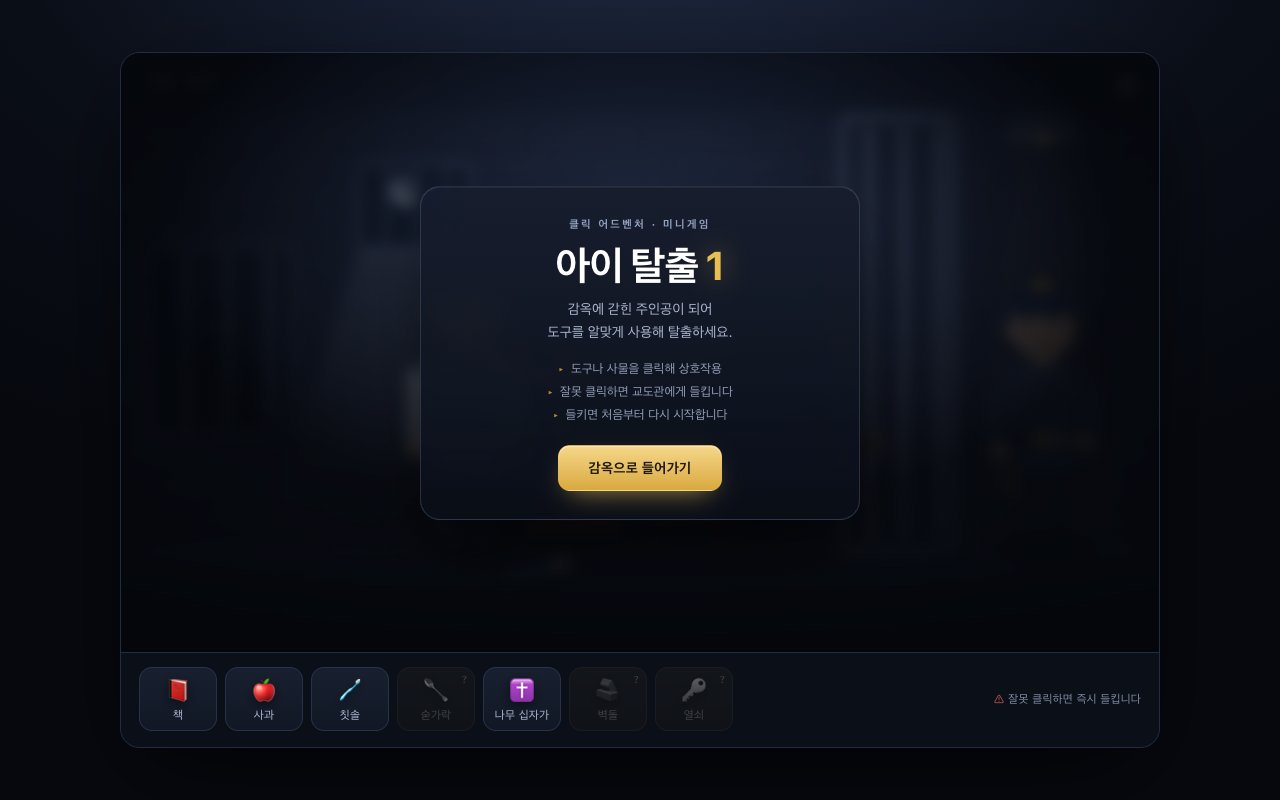 클릭 어드벤처 · 미니게임
아이 탈출 1
감옥에 갇힌 주인공이 되어
도구를 알맞게 사용해 탈출하세요.
▸ 도구나 사물을 클릭해 상호작용
▸ 잘못 클릭하면 교도관에게 들킵니다
▸ 들키면 처음부터 다시 시작합니다
감옥으로 들어가기
책
사과
칫솔
? 숟가락
나무 십자가
? 벽돌
? 열쇠
⚠ 잘못 클릭하면 즉시 들킵니다